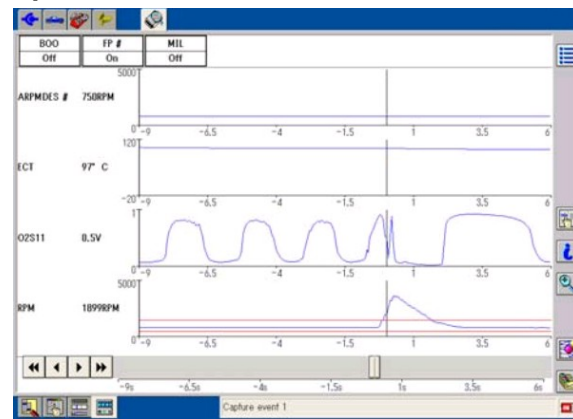 BOO FP # MIL
Off On Off
5000
ARPMDES # 750RPM
0 -9 -6.5 -4 -1.5 1 3.5 6
120
ECT 97° C
-20 -9 -6.5 -4 -1.5 1 3.5 6
1
O2S11 0.5V
0 -9 -6.5 -4 -1.5 1 3.5 6
5000
RPM 1899RPM
0 -9 -6.5 -4 -1.5 1 3.5 6
-9s -6.5s -4s -1.5s 1s 3.5s 6s
Capture event 1